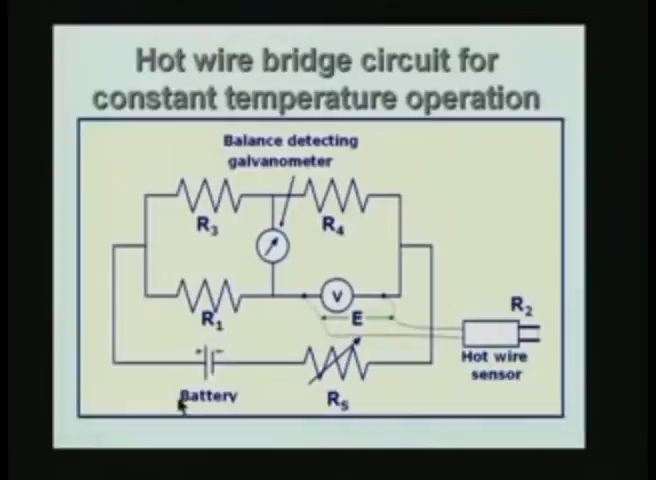 Hot wire bridge circuit for
constant temperature operation
Balance detecting
galvanometer
R3
R4
V
R1
E
R2
Hot wire
sensor
Battery
R5